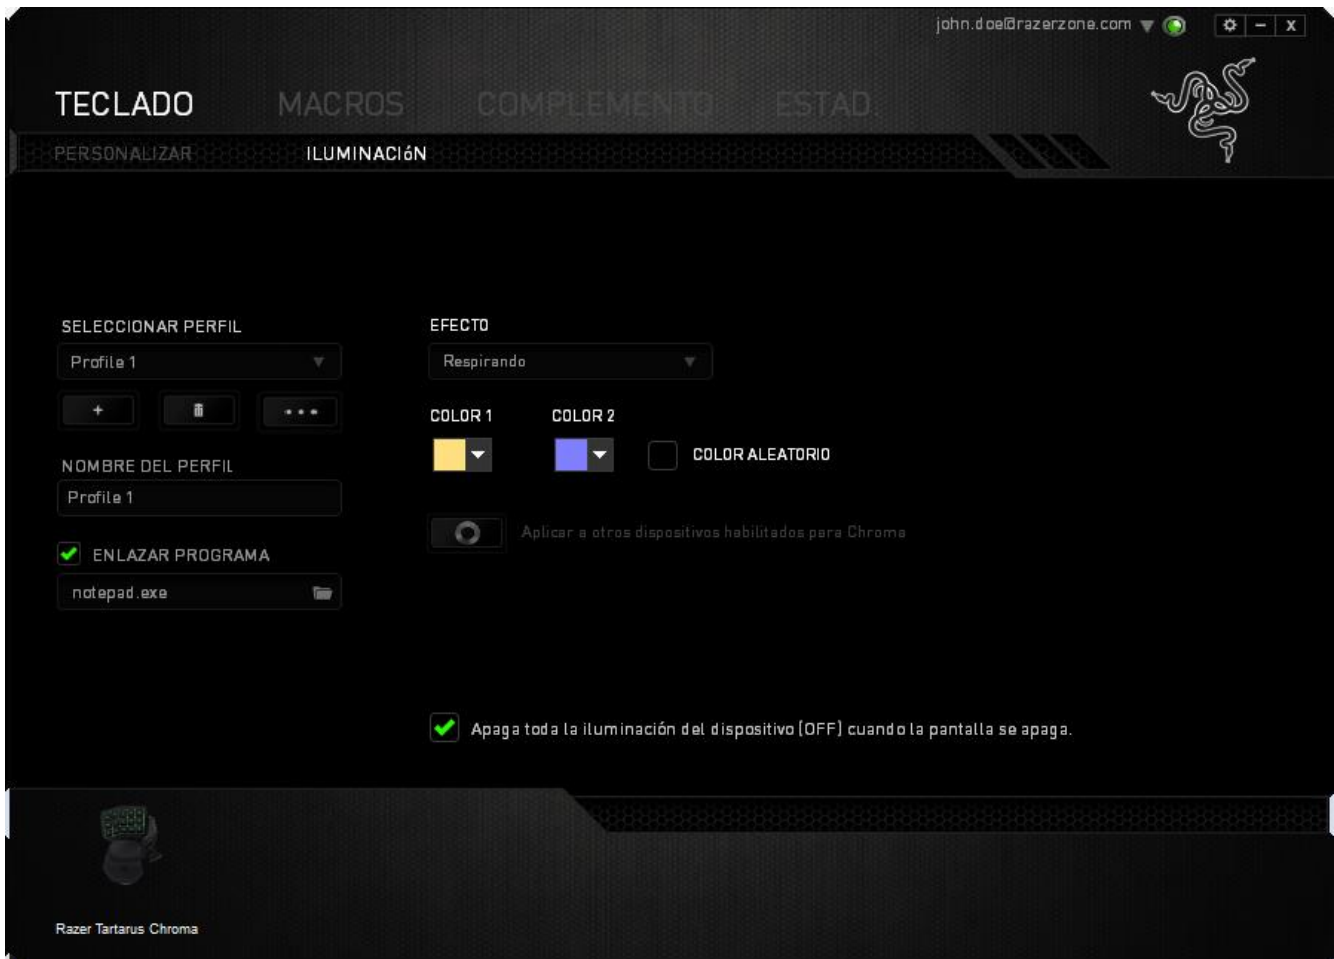 john.doe@razerzone.com
TECLADO MACROS COMPLEMENTO ESTAD.
PERSONALIZAR ILUMINACIóN
SELECCIONAR PERFIL
Profile 1
NOMBRE DEL PERFIL
Profile 1
ENLAZAR PROGRAMA
notepad.exe
EFECTO
Respirando
COLOR 1 COLOR 2
COLOR ALEATORIO
Aplicar a otros dispositivos habilitados para Chroma
Apaga toda la iluminación del dispositivo (OFF) cuando la pantalla se apaga.
Razer Tartarus Chroma